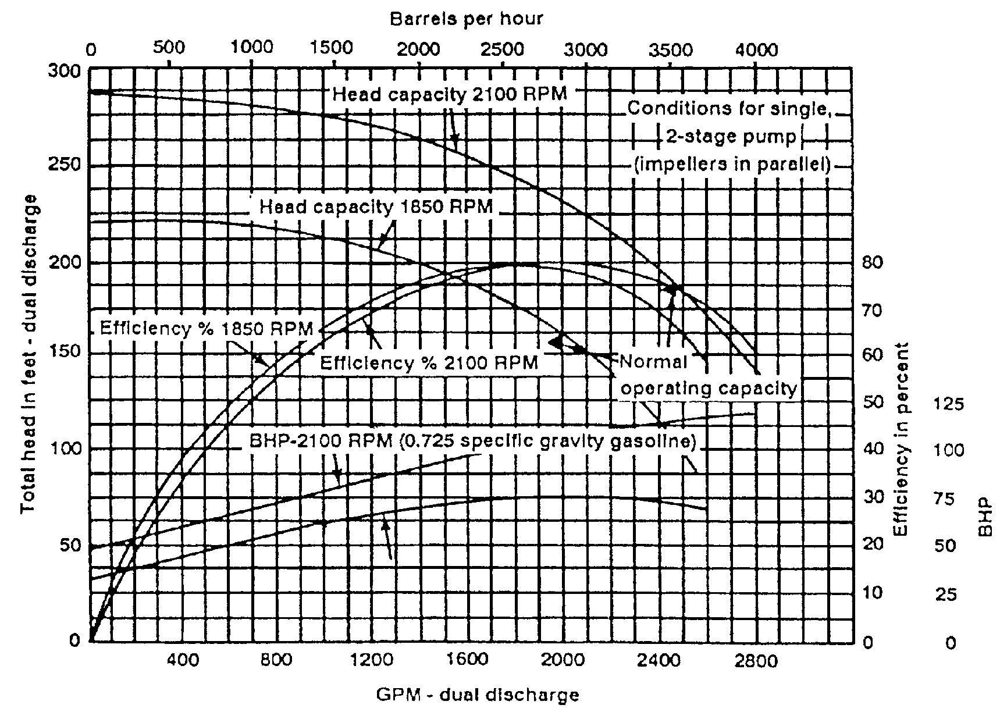 Barrels per hour
0 500 1000 1500 2000 2500 3000 3500 4000
300
250
200
150
100
50
0
Total head in feet - dual discharge
Head capacity 2100 RPM
Conditions for single,
2-stage pump
(impellers in parallel)
Head capacity 1850 RPM
Efficiency % 1850 RPM
Efficiency % 2100 RPM
Normal
operating capacity
BHP-2100 RPM (0.725 specific gravity gasoline)
80
70
60
50
40
30
20
10
0
Efficiency in percent
125
100
75
50
25
0
BHP
400 800 1200 1600 2000 2400 2800
GPM - dual discharge